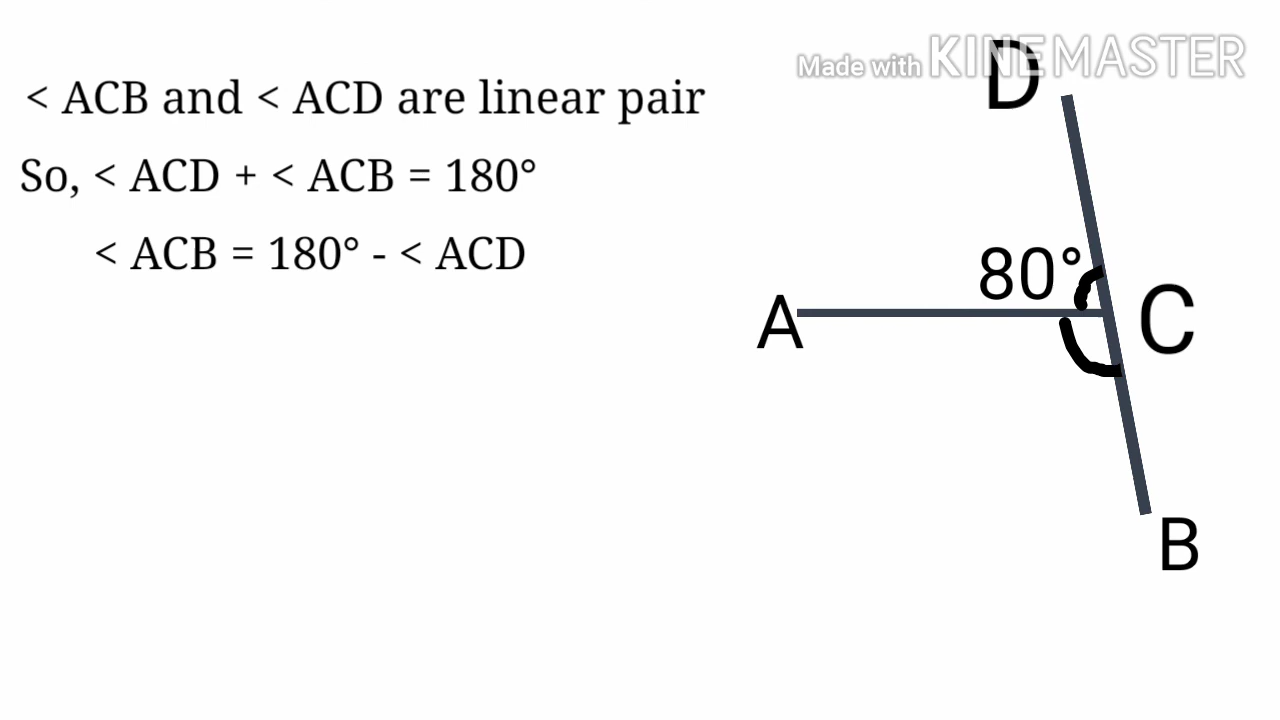 Made with KINEMASTER
< ACB and < ACD are linear pair
So, < ACD + < ACB = 180°
< ACB = 180° - < ACD
D
80°
A
C
B